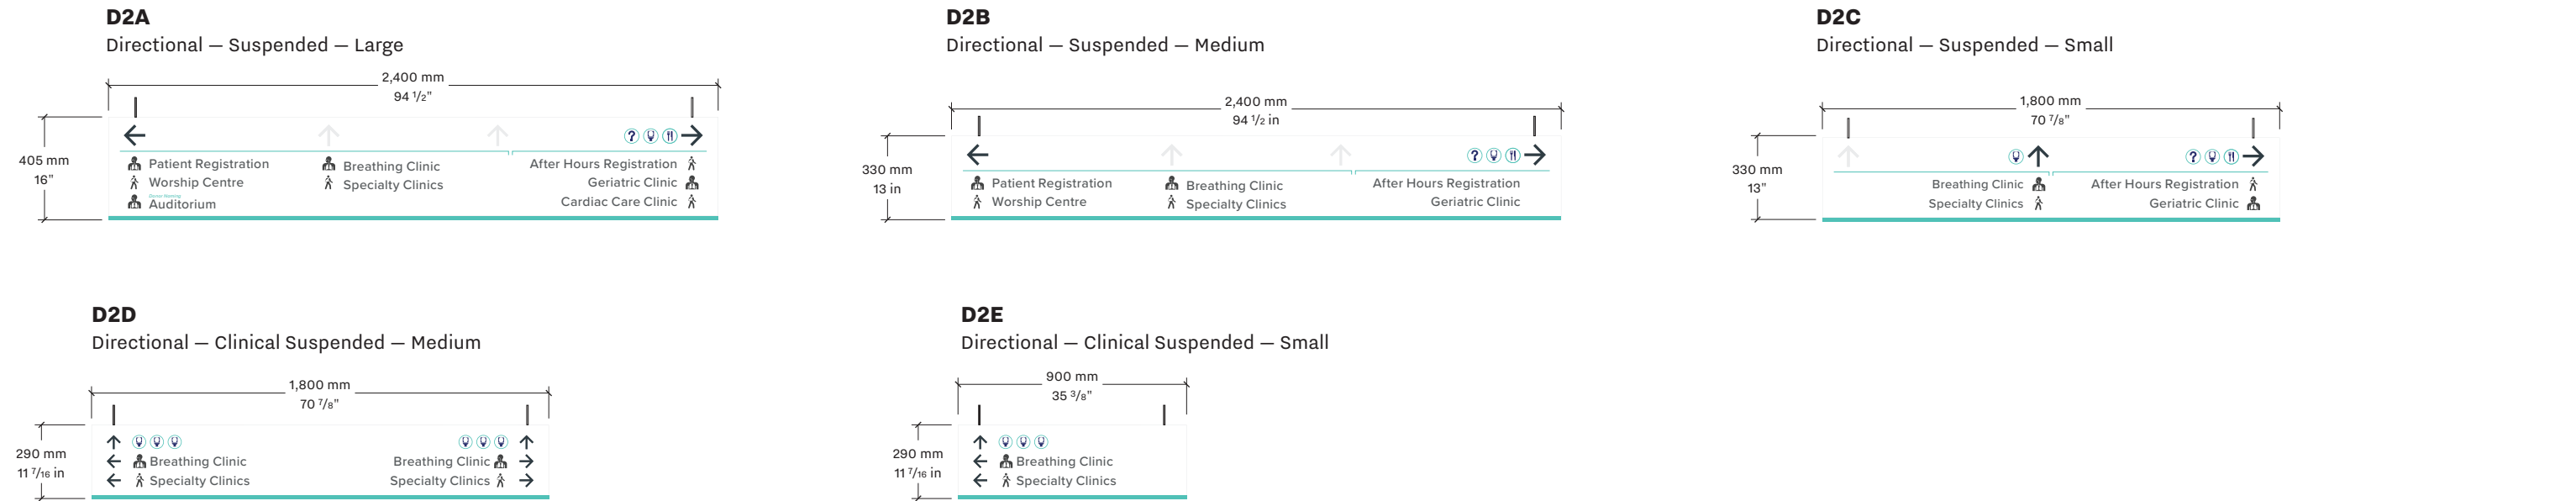 D2A
Directional — Suspended — Large
2,400 mm
94 1/2"
405 mm
16"
?
Patient Registration
Worship Centre
Auditorium
Breathing Clinic
Specialty Clinics
After Hours Registration
Geriatric Clinic
Cardiac Care Clinic
D2B
Directional — Suspended — Medium
2,400 mm
94 1/2 in
330 mm
13 in
?
Patient Registration
Worship Centre
Breathing Clinic
Specialty Clinics
After Hours Registration
Geriatric Clinic
D2C
Directional — Suspended — Small
1,800 mm
70 7/8"
330 mm
13"
?
Breathing Clinic
Specialty Clinics
After Hours Registration
Geriatric Clinic
D2D
Directional — Clinical Suspended — Medium
1,800 mm
70 7/8"
290 mm
11 7/16 in
Breathing Clinic
Specialty Clinics
Breathing Clinic
Specialty Clinics
D2E
Directional — Clinical Suspended — Small
900 mm
35 3/8"
290 mm
11 7/16 in
Breathing Clinic
Specialty Clinics